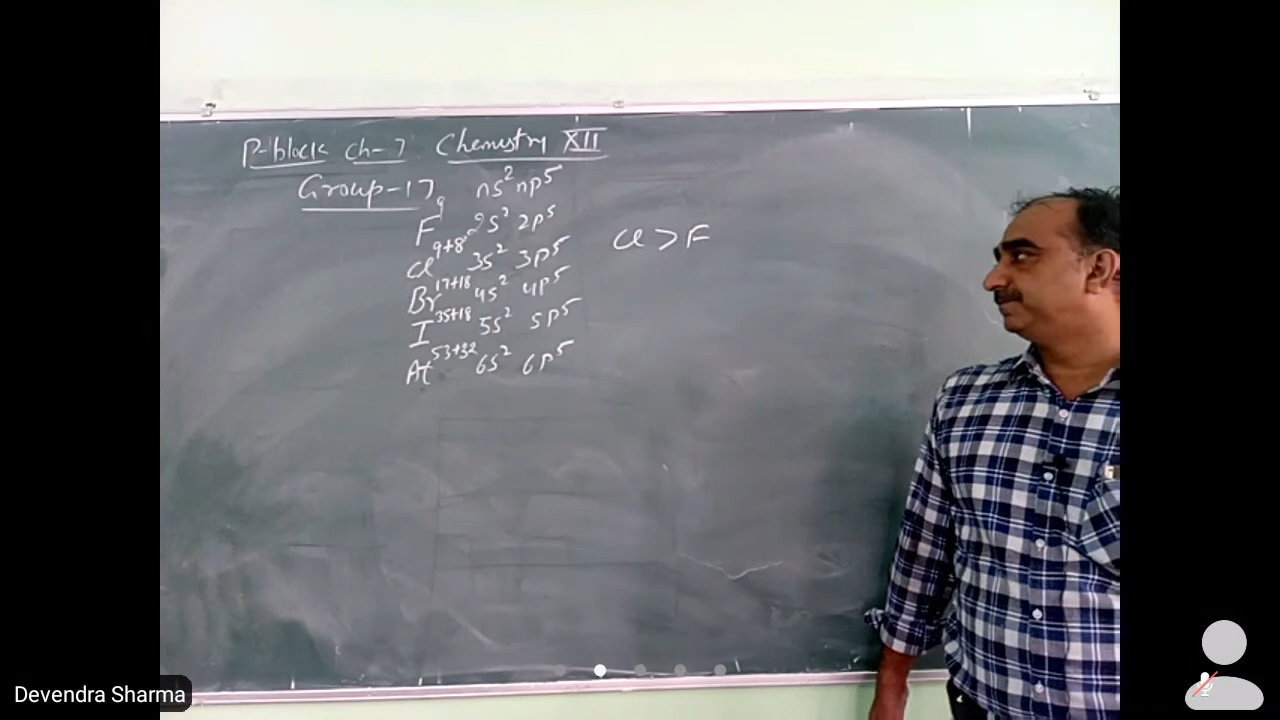 P-block ch-7 Chemistry XII
Group-17, ns² np⁵
F⁹ 2s² 2p⁵
Cl⁹⁺⁸ 3s² 3p⁵ Cl > F
Br¹⁷⁺¹⁸ 4s² 4p⁵
I³⁵⁺¹⁸ 5s² 5p⁵
At⁵³⁺³² 6s² 6p⁵
Devendra Sharma